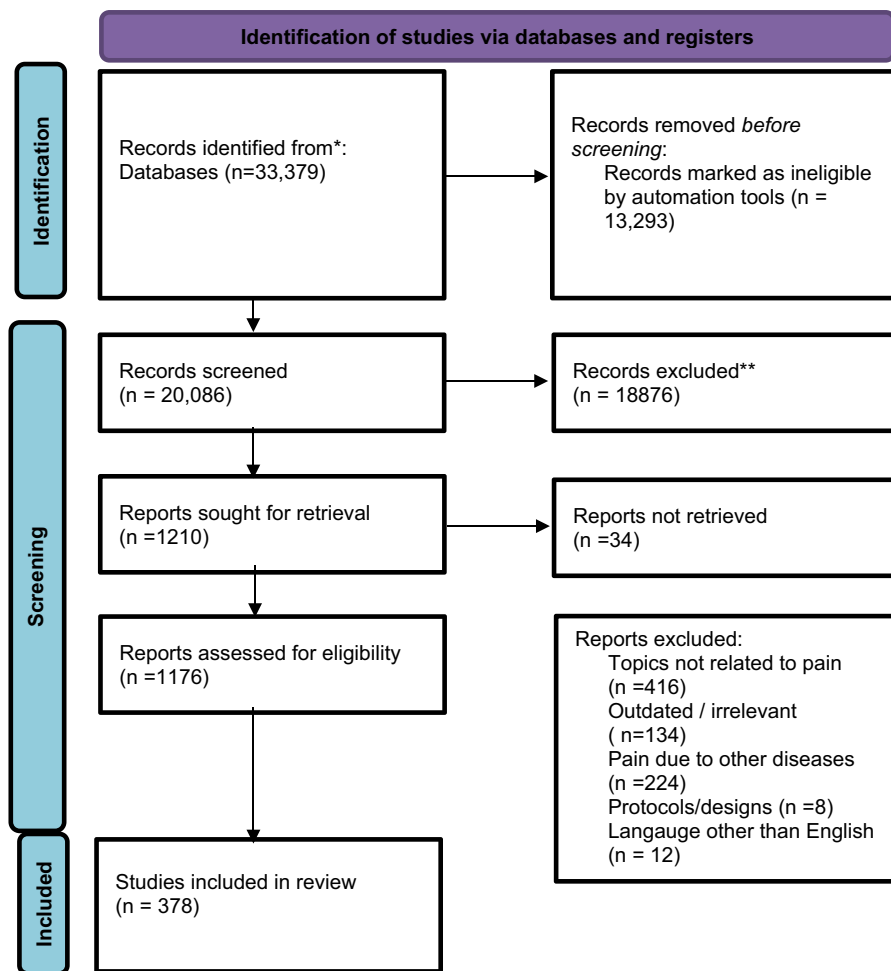 Identification of studies via databases and registers
Identification
Records identified from*:
Databases (n=33,379)
Records removed before
screening:
Records marked as ineligible
by automation tools (n =
13,293)
Screening
Records screened
(n = 20,086)
Records excluded**
(n = 18876)
Reports sought for retrieval
(n =1210)
Reports not retrieved
(n =34)
Reports assessed for eligibility
(n =1176)
Reports excluded:
Topics not related to pain
(n =416)
Outdated / irrelevant
( n=134)
Pain due to other diseases
(n =224)
Protocols/designs (n =8)
Langauge other than English
(n = 12)
Included
Studies included in review
(n = 378)